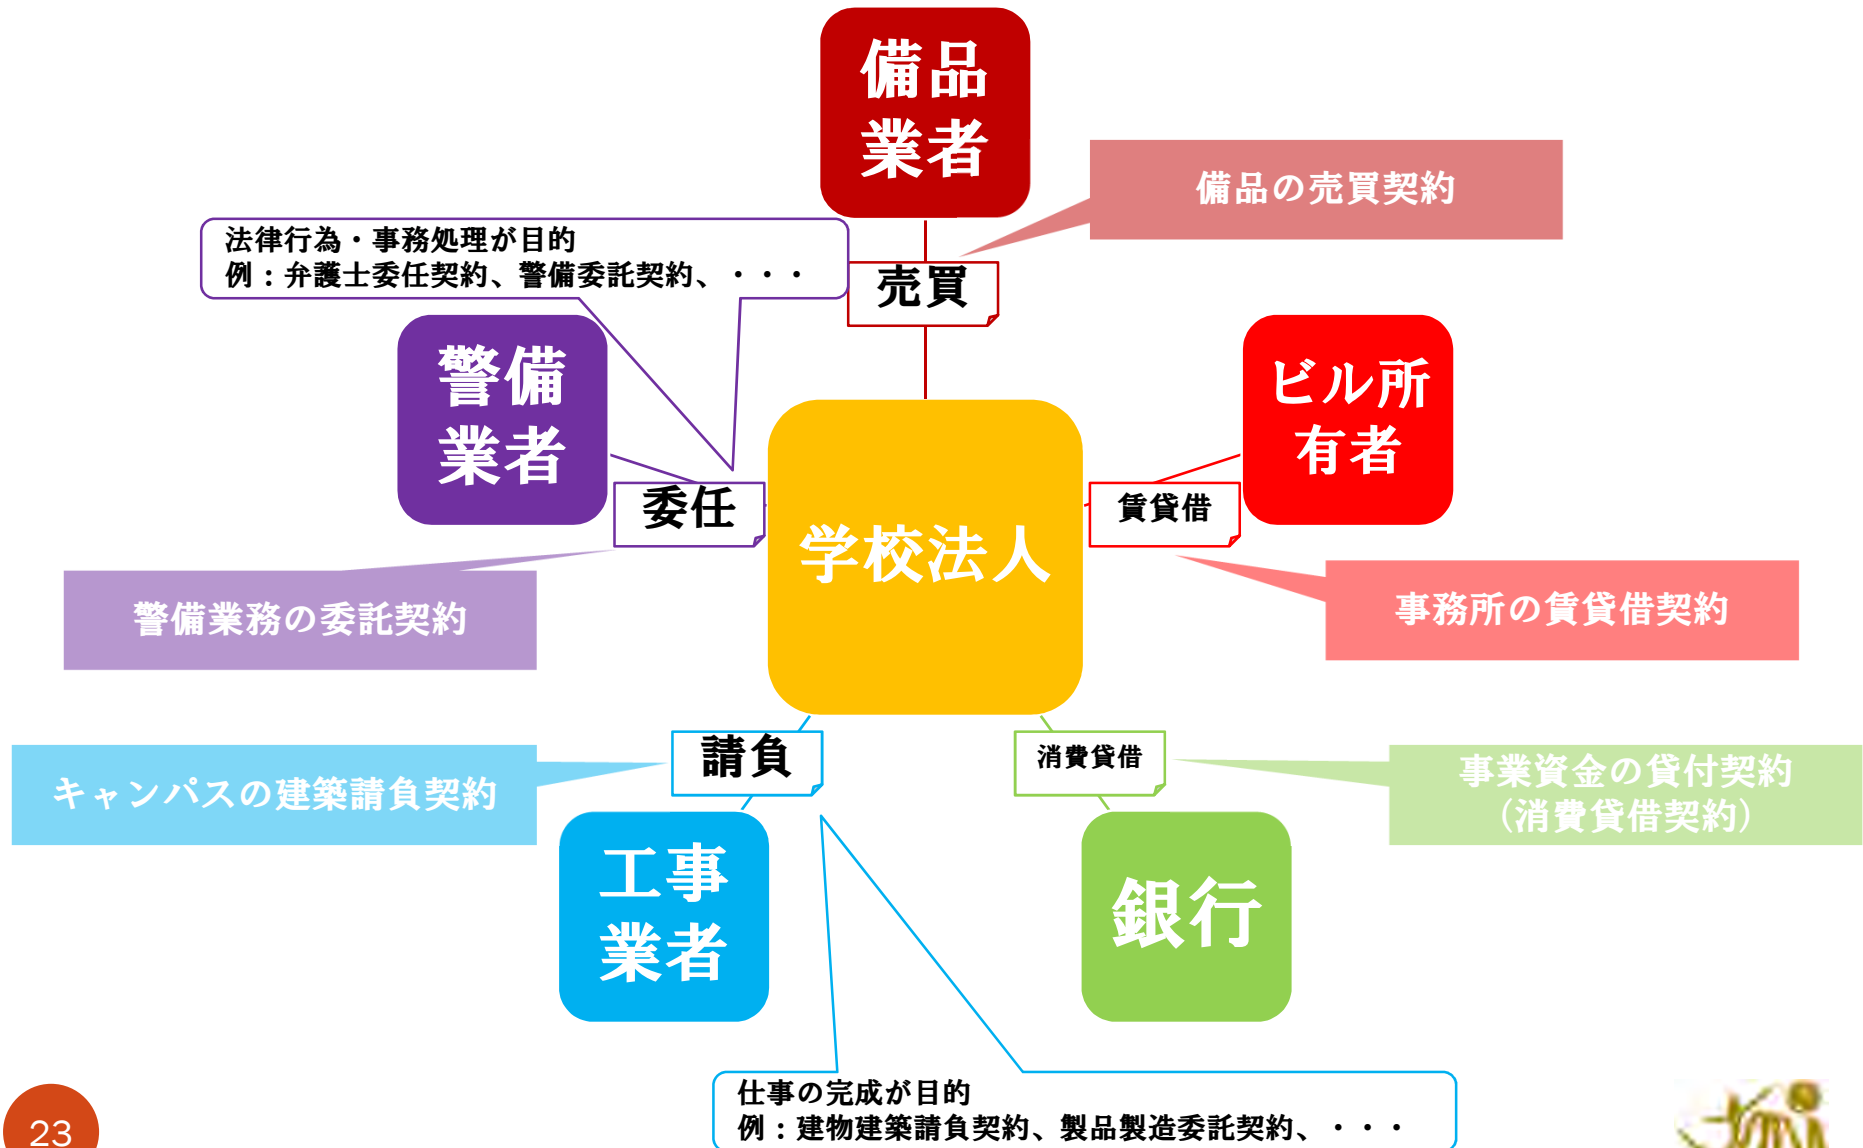 備品
業者
備品の売買契約
法律行為・事務処理が目的
例：弁護士委任契約、警備委託契約、・・・
売買
警備
業者
ビル所
有者
委任
賃貸借
学校法人
警備業務の委託契約
事務所の賃貸借契約
請負
消費貸借
キャンパスの建築請負契約
事業資金の貸付契約
（消費貸借契約）
工事
業者
銀行
仕事の完成が目的
例：建物建築請負契約、製品製造委託契約、・・・
23